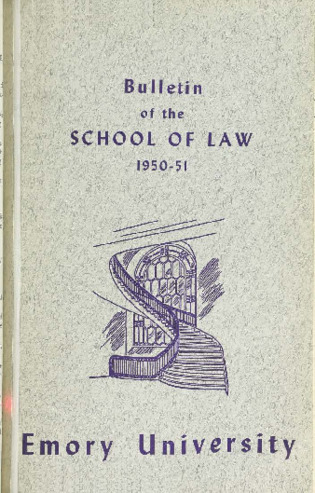 Bulletin
of the
SCHOOL OF LAW
1950-51
Emory University